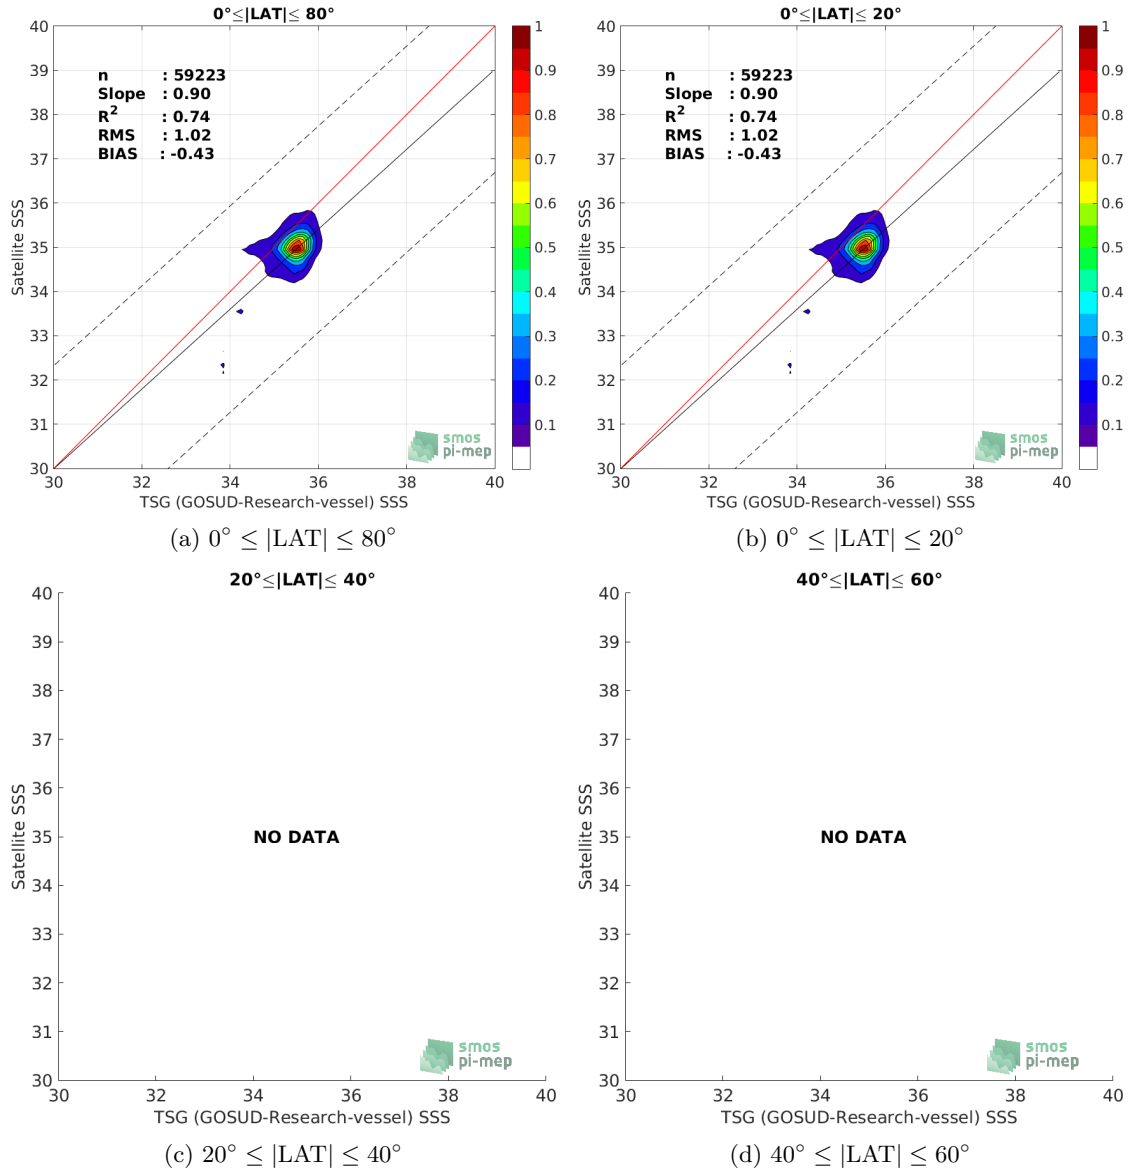 0°≤|LAT|≤ 80°
40
39
38
37
36
35
34
33
32
31
30
Satellite SSS
n : 59223
Slope : 0.90
R² : 0.74
RMS : 1.02
BIAS : -0.43
30 32 34 36 38 40
TSG (GOSUD-Research-vessel) SSS
1
0.9
0.8
0.7
0.6
0.5
0.4
0.3
0.2
0.1
smos
pi-mep
(a) 0° ≤ |LAT| ≤ 80°
0°≤|LAT|≤ 20°
40
39
38
37
36
35
34
33
32
31
30
Satellite SSS
n : 59223
Slope : 0.90
R² : 0.74
RMS : 1.02
BIAS : -0.43
30 32 34 36 38 40
TSG (GOSUD-Research-vessel) SSS
1
0.9
0.8
0.7
0.6
0.5
0.4
0.3
0.2
0.1
smos
pi-mep
(b) 0° ≤ |LAT| ≤ 20°
20°≤|LAT|≤ 40°
40
39
38
37
36
35
34
33
32
31
30
Satellite SSS
NO DATA
30 32 34 36 38 40
TSG (GOSUD-Research-vessel) SSS
smos
pi-mep
(c) 20° ≤ |LAT| ≤ 40°
40°≤|LAT|≤ 60°
40
39
38
37
36
35
34
33
32
31
30
Satellite SSS
NO DATA
30 32 34 36 38 40
TSG (GOSUD-Research-vessel) SSS
smos
pi-mep
(d) 40° ≤ |LAT| ≤ 60°